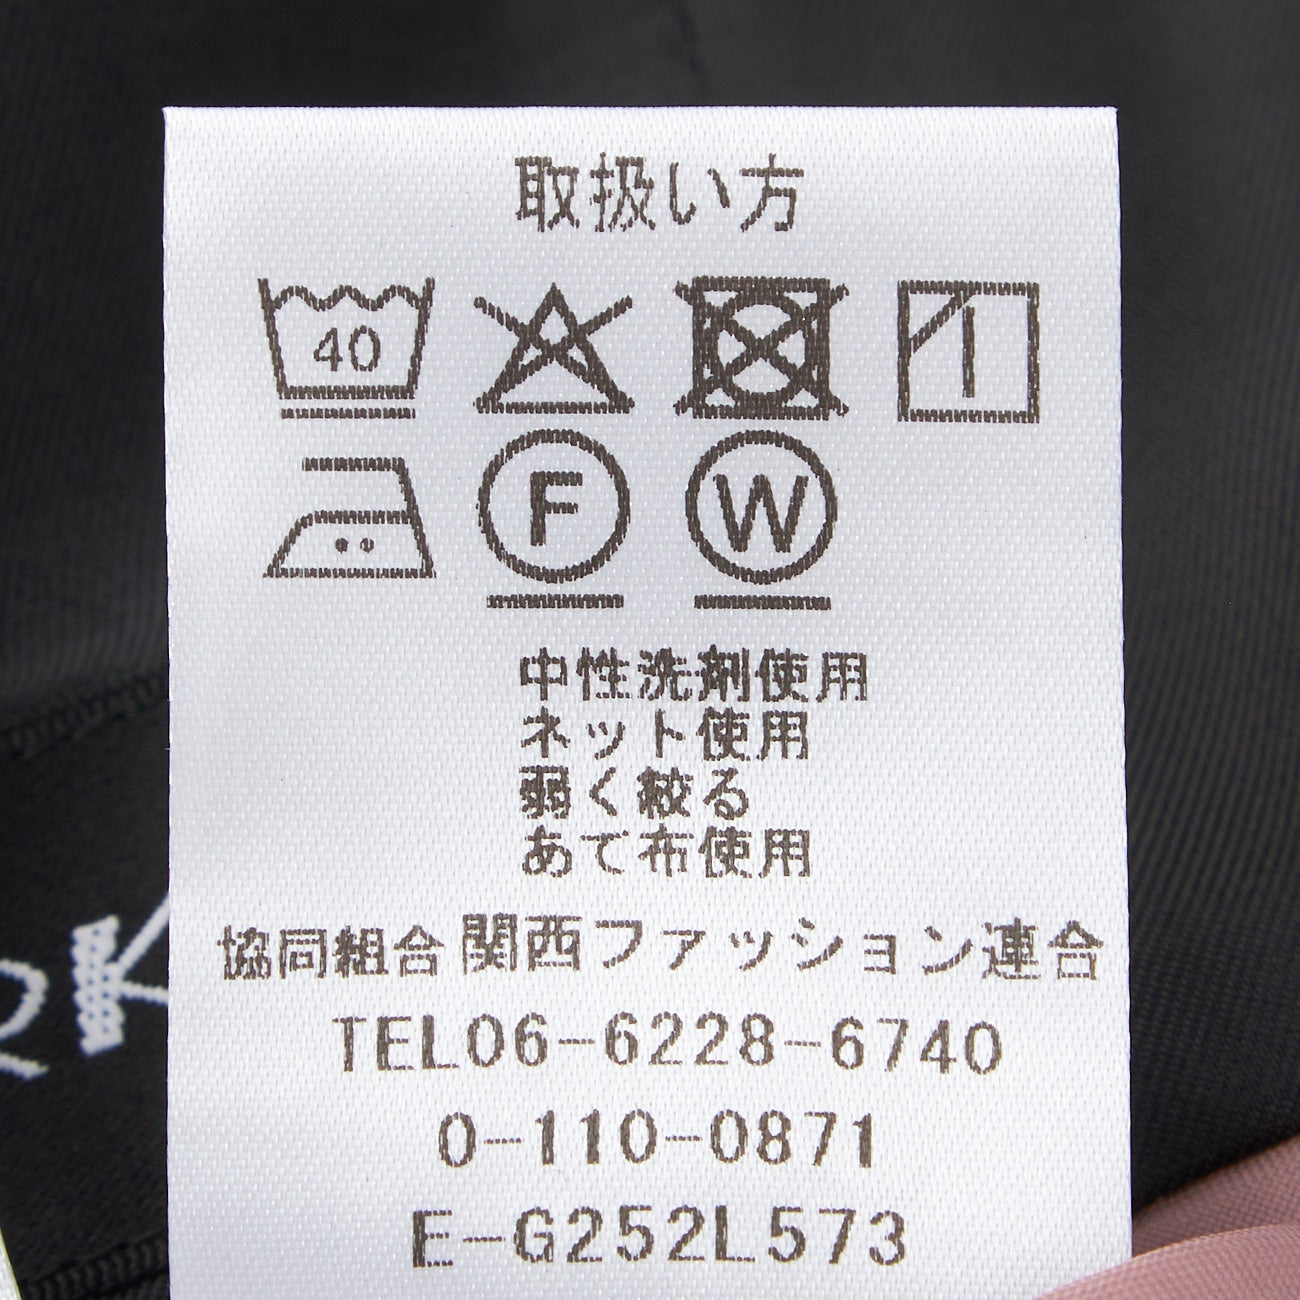 取扱い方
40
F W
中性洗剤使用
ネット使用
弱く絞る
あて布使用
協同組合関西ファッション連合
TEL06-6228-6740
0-110-0871
E-G252L573